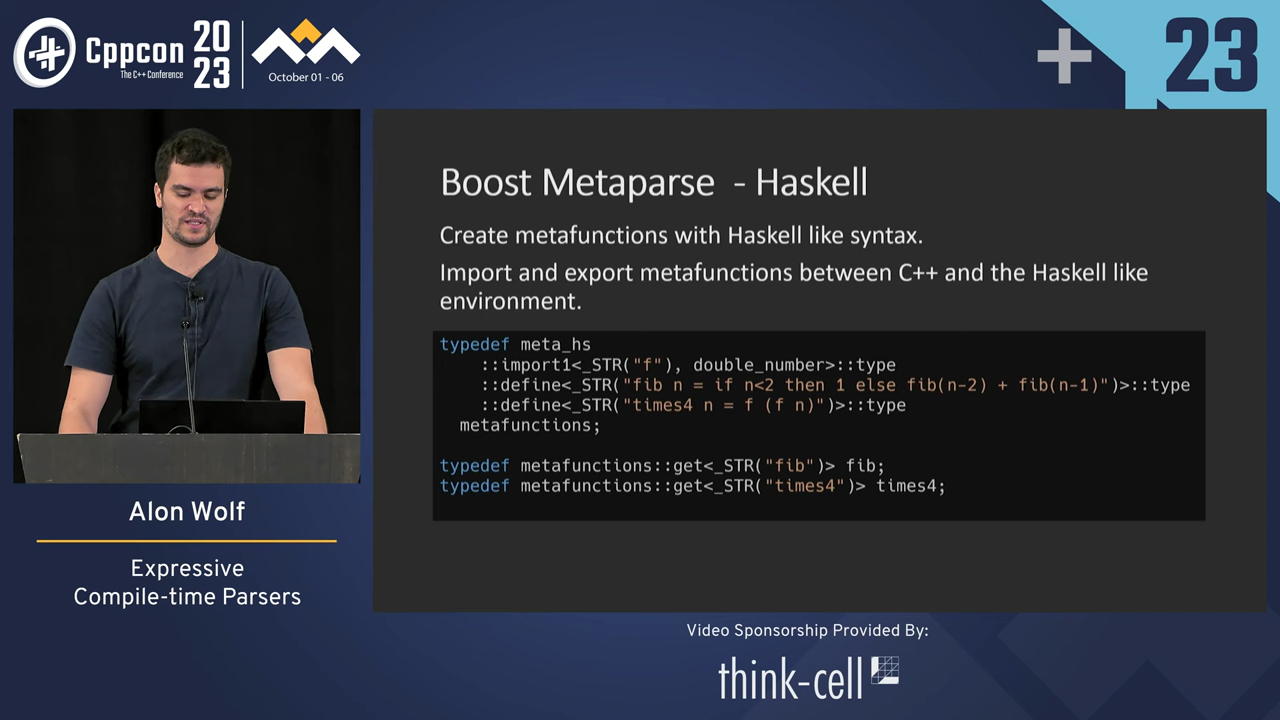 Cppcon
The C++ Conference
20
23
October 01 - 06
23
Boost Metaparse - Haskell
Create metafunctions with Haskell like syntax.
Import and export metafunctions between C++ and the Haskell like
environment.
typedef meta_hs
::import1<_STR("f"), double_number>::type
::define<_STR("fib n = if n<2 then 1 else fib(n-2) + fib(n-1)")>::type
::define<_STR("times4 n = f (f n)")>::type
metafunctions;
typedef metafunctions::get<_STR("fib")> fib;
typedef metafunctions::get<_STR("times4")> times4;
Alon Wolf
Expressive
Compile-time Parsers
Video Sponsorship Provided By:
think-cell